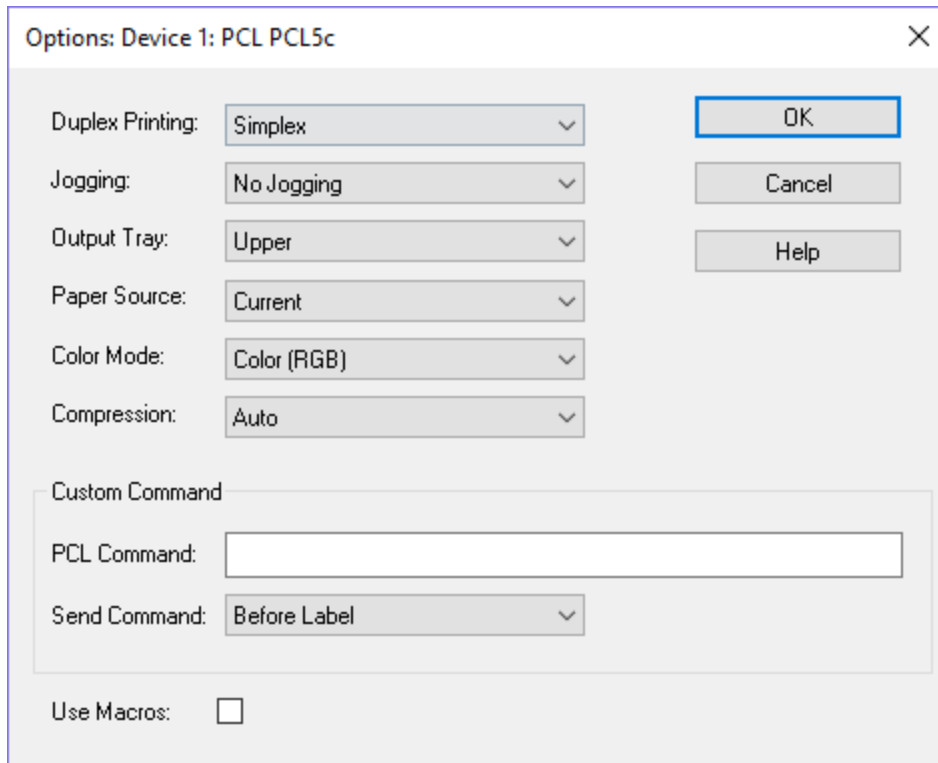 Options: Device 1: PCL PCL5c
Duplex Printing: Simplex OK
Jogging: No Jogging Cancel
Output Tray: Upper Help
Paper Source: Current
Color Mode: Color (RGB)
Compression: Auto
Custom Command
PCL Command:
Send Command: Before Label
Use Macros: